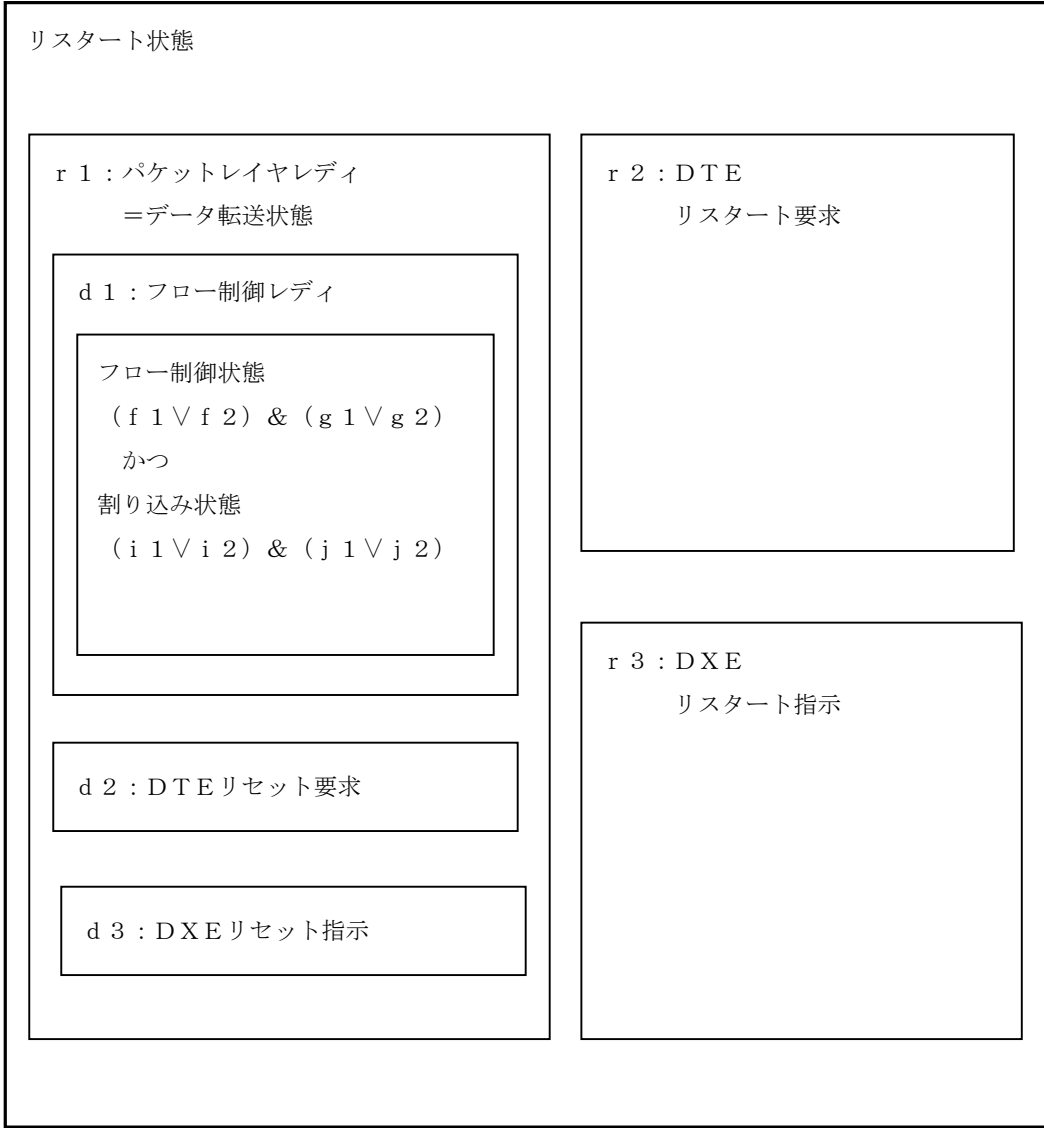 リスタート状態
r１：パケットレイヤレディ
＝データ転送状態
d１：フロー制御レディ
フロー制御状態
（f１∨f２）＆（g１∨g２）
かつ
割り込み状態
（i１∨i２）＆（j１∨j２）
d２：DTEリセット要求
d３：DXEリセット指示
r２：DTE
リスタート要求
r３：DXE
リスタート指示